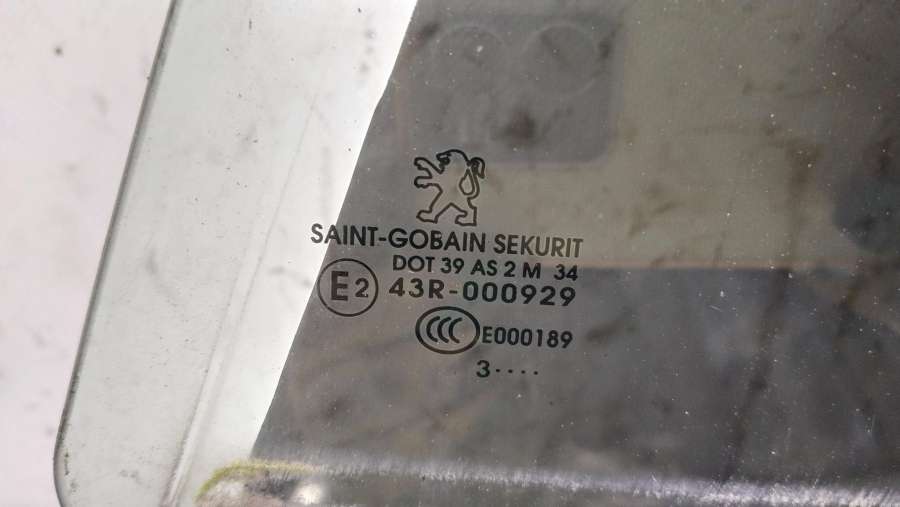 SAINT-GOBAIN SEKURIT
DOT 39 AS 2 M 34
E2 43R-000929
CCC E000189
3····